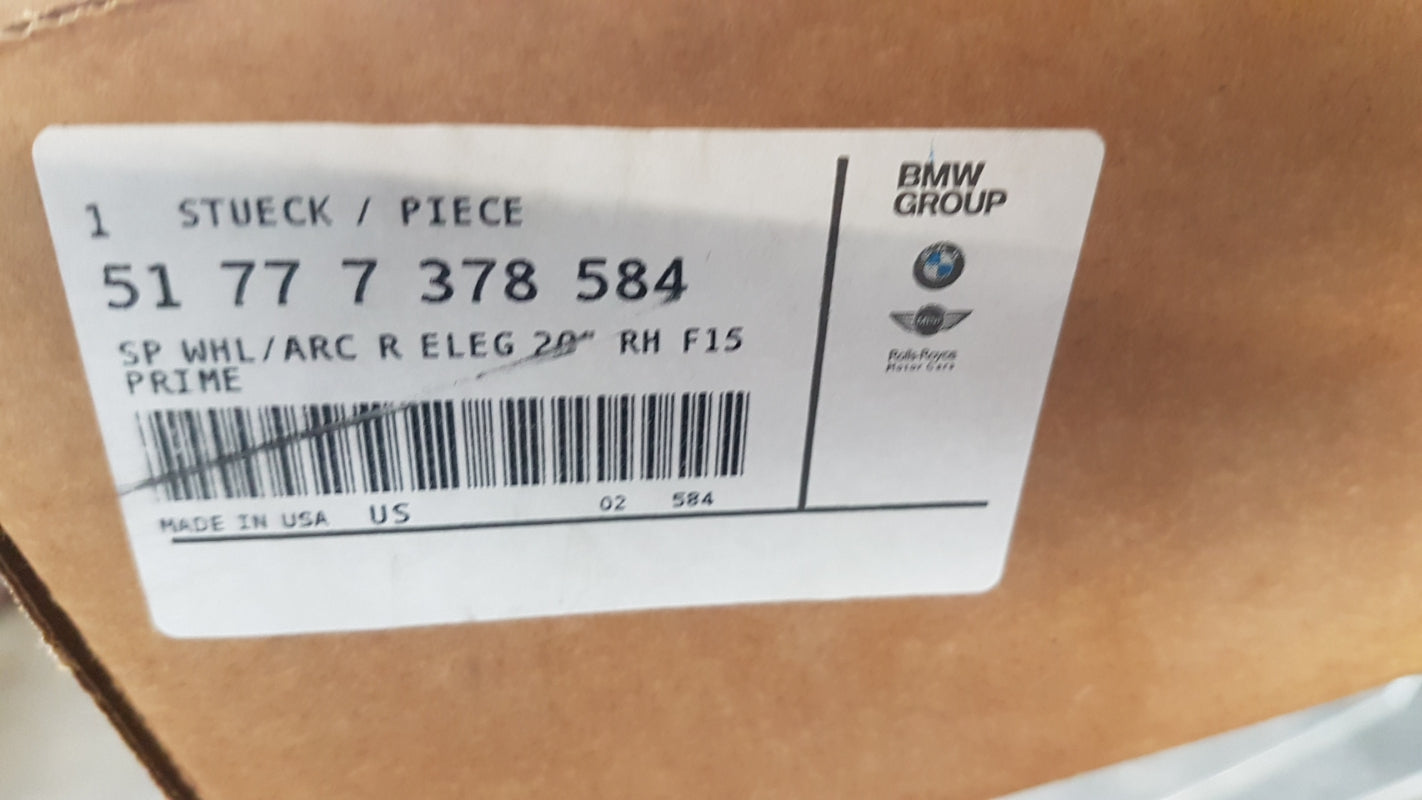 1 STUECK / PIECE
51 77 7 378 584
SP WHL/ARC R ELEG 20" RH F15
PRIME
MADE IN USA US 02 584
BMW
GROUP
MINI
Rolls-Royce
Motor Cars